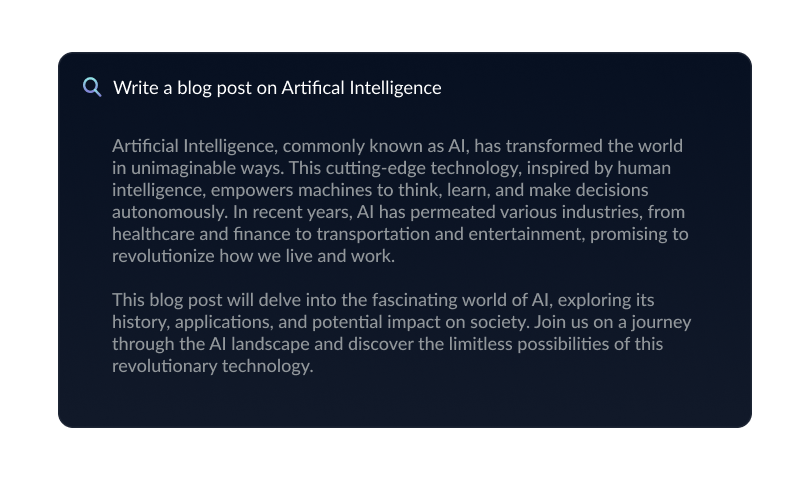 Write a blog post on Artifical Intelligence
Artificial Intelligence, commonly known as AI, has transformed the world
in unimaginable ways. This cutting-edge technology, inspired by human
intelligence, empowers machines to think, learn, and make decisions
autonomously. In recent years, AI has permeated various industries, from
healthcare and finance to transportation and entertainment, promising to
revolutionize how we live and work.
This blog post will delve into the fascinating world of AI, exploring its
history, applications, and potential impact on society. Join us on a journey
through the AI landscape and discover the limitless possibilities of this
revolutionary technology.